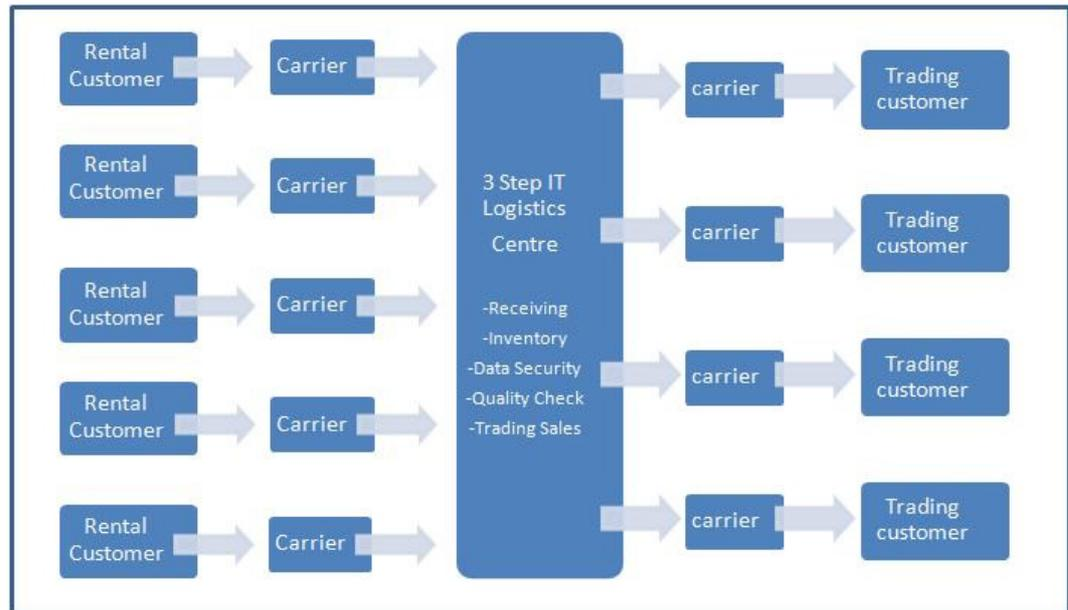 Rental
Customer
Carrier
Rental
Customer
Carrier
Rental
Customer
Carrier
Rental
Customer
Carrier
Rental
Customer
Carrier
3 Step IT
Logistics
Centre
-Receiving
-Inventory
-Data Security
-Quality Check
-Trading Sales
carrier
Trading
customer
carrier
Trading
customer
carrier
Trading
customer
carrier
Trading
customer